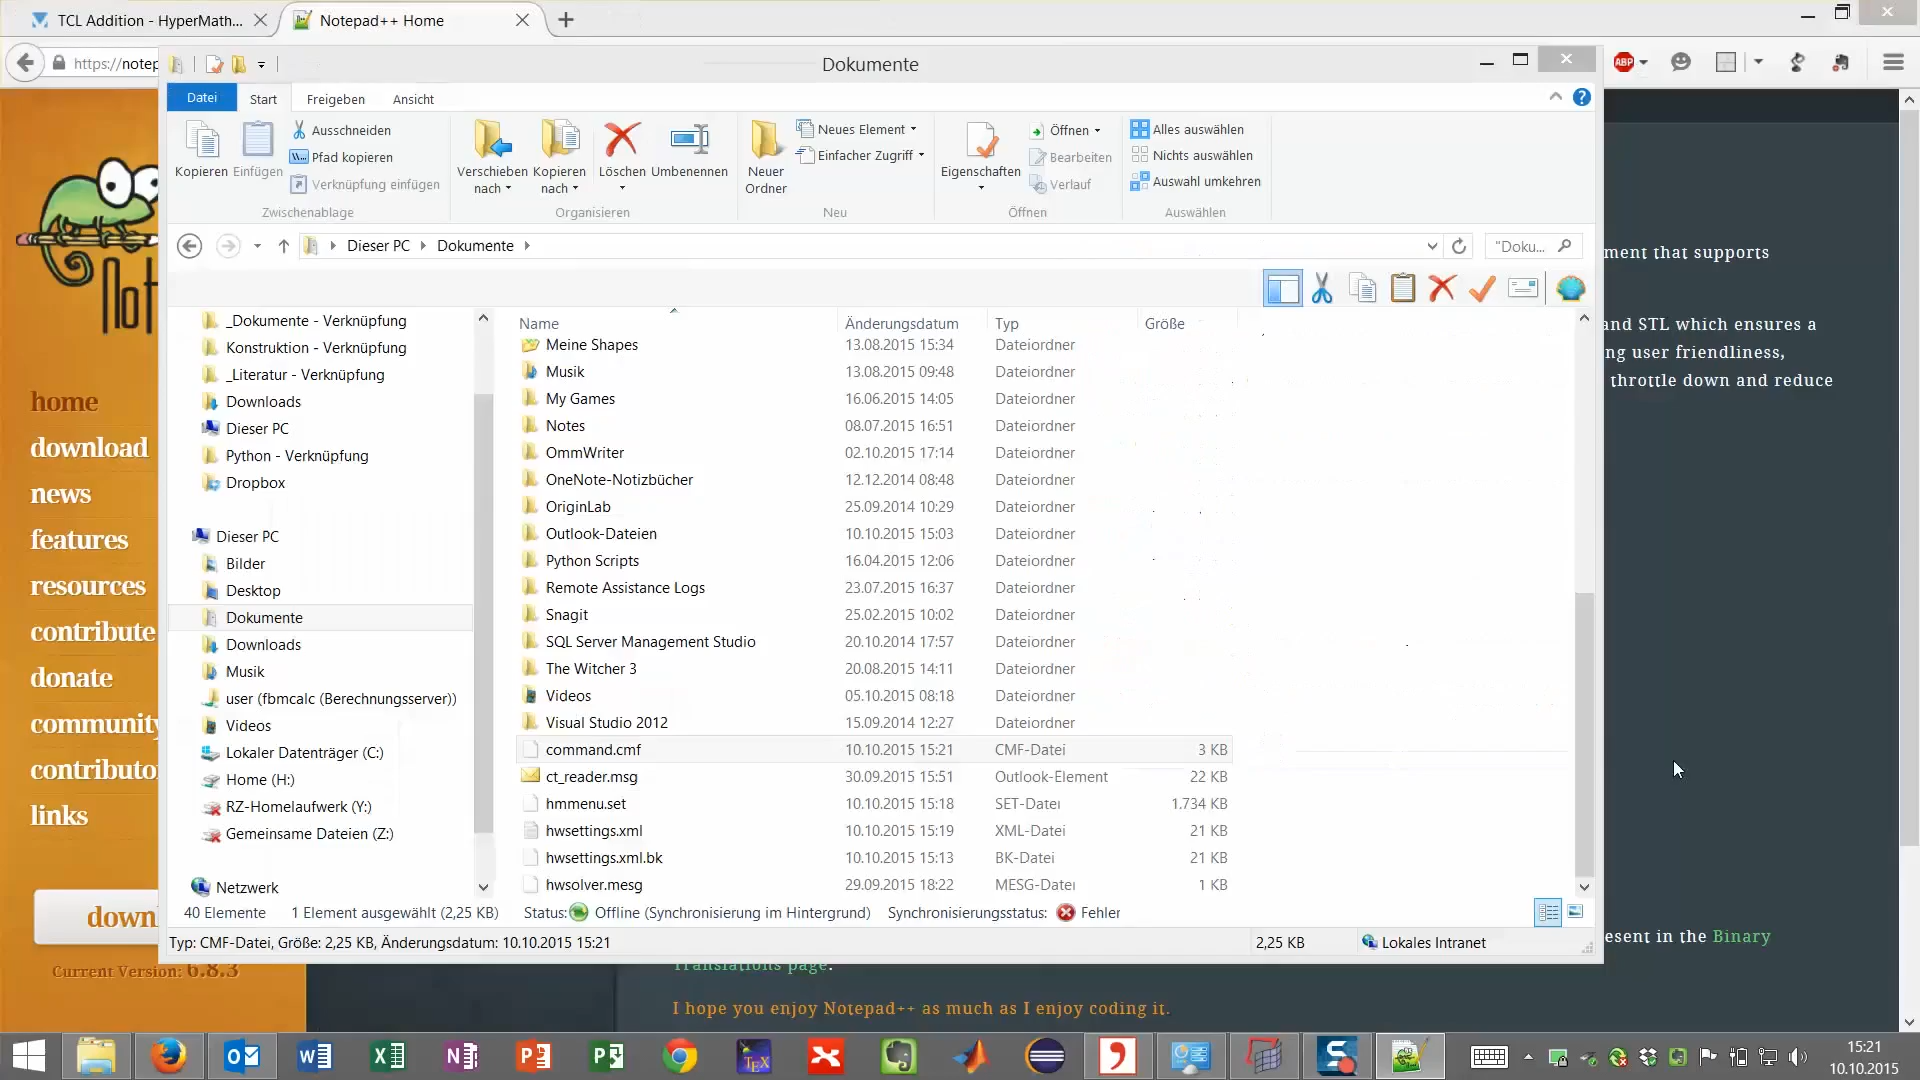 TCL Addition - HyperMath...
Notepad++ Home
https://notep
ABP
Dokumente
Datei
Start
Freigeben
Ansicht
Kopieren
Einfügen
Ausschneiden
Pfad kopieren
Verknüpfung einfügen
Zwischenablage
Verschieben nach
Kopieren nach
Löschen
Umbenennen
Organisieren
Neuer Ordner
Neues Element
Einfacher Zugriff
Neu
Eigenschaften
Öffnen
Bearbeiten
Verlauf
Öffnen
Alles auswählen
Nichts auswählen
Auswahl umkehren
Auswählen
Dieser PC
Dokumente
"Doku...
_Dokumente - Verknüpfung
Konstruktion - Verknüpfung
_Literatur - Verknüpfung
Downloads
Dieser PC
Python - Verknüpfung
Dropbox
Dieser PC
Bilder
Desktop
Dokumente
Downloads
Musik
user (fbmcalc (Berechnungsserver))
Videos
Lokaler Datenträger (C:)
Home (H:)
RZ-Homelaufwerk (Y:)
Gemeinsame Dateien (Z:)
Netzwerk
Name Änderungsdatum Typ Größe
Meine Shapes 13.08.2015 15:34 Dateiordner
Musik 13.08.2015 09:48 Dateiordner
My Games 16.06.2015 14:05 Dateiordner
Notes 08.07.2015 16:51 Dateiordner
OmmWriter 02.10.2015 17:14 Dateiordner
OneNote-Notizbücher 12.12.2014 08:48 Dateiordner
OriginLab 25.09.2014 10:29 Dateiordner
Outlook-Dateien 10.10.2015 15:03 Dateiordner
Python Scripts 16.04.2015 12:06 Dateiordner
Remote Assistance Logs 23.07.2015 16:37 Dateiordner
Snagit 25.02.2015 10:02 Dateiordner
SQL Server Management Studio 20.10.2014 17:57 Dateiordner
The Witcher 3 20.08.2015 14:11 Dateiordner
Videos 05.10.2015 08:18 Dateiordner
Visual Studio 2012 15.09.2014 12:27 Dateiordner
command.cmf 10.10.2015 15:21 CMF-Datei 3 KB
ct_reader.msg 30.09.2015 15:51 Outlook-Element 22 KB
hmmenu.set 10.10.2015 15:18 SET-Datei 1.734 KB
hwsettings.xml 10.10.2015 15:19 XML-Datei 21 KB
hwsettings.xml.bk 10.10.2015 15:13 BK-Datei 21 KB
hwsolver.mesg 29.09.2015 18:22 MESG-Datei 1 KB
40 Elemente 1 Element ausgewählt (2,25 KB) Status: Offline (Synchronisierung im Hintergrund) Synchronisierungsstatus: Fehler
Typ: CMF-Datei, Größe: 2,25 KB, Änderungsdatum: 10.10.2015 15:21 2,25 KB Lokales Intranet
Not
home
download
news
features
resources
contribute
donate
community
contributo
links
down
Current Version: 6.8.3
ment that supports
and STL which ensures a
ng user friendliness,
throttle down and reduce
esent in the Binary
Translations page.
I hope you enjoy Notepad++ as much as I enjoy coding it.
TEX
15:21
10.10.2015